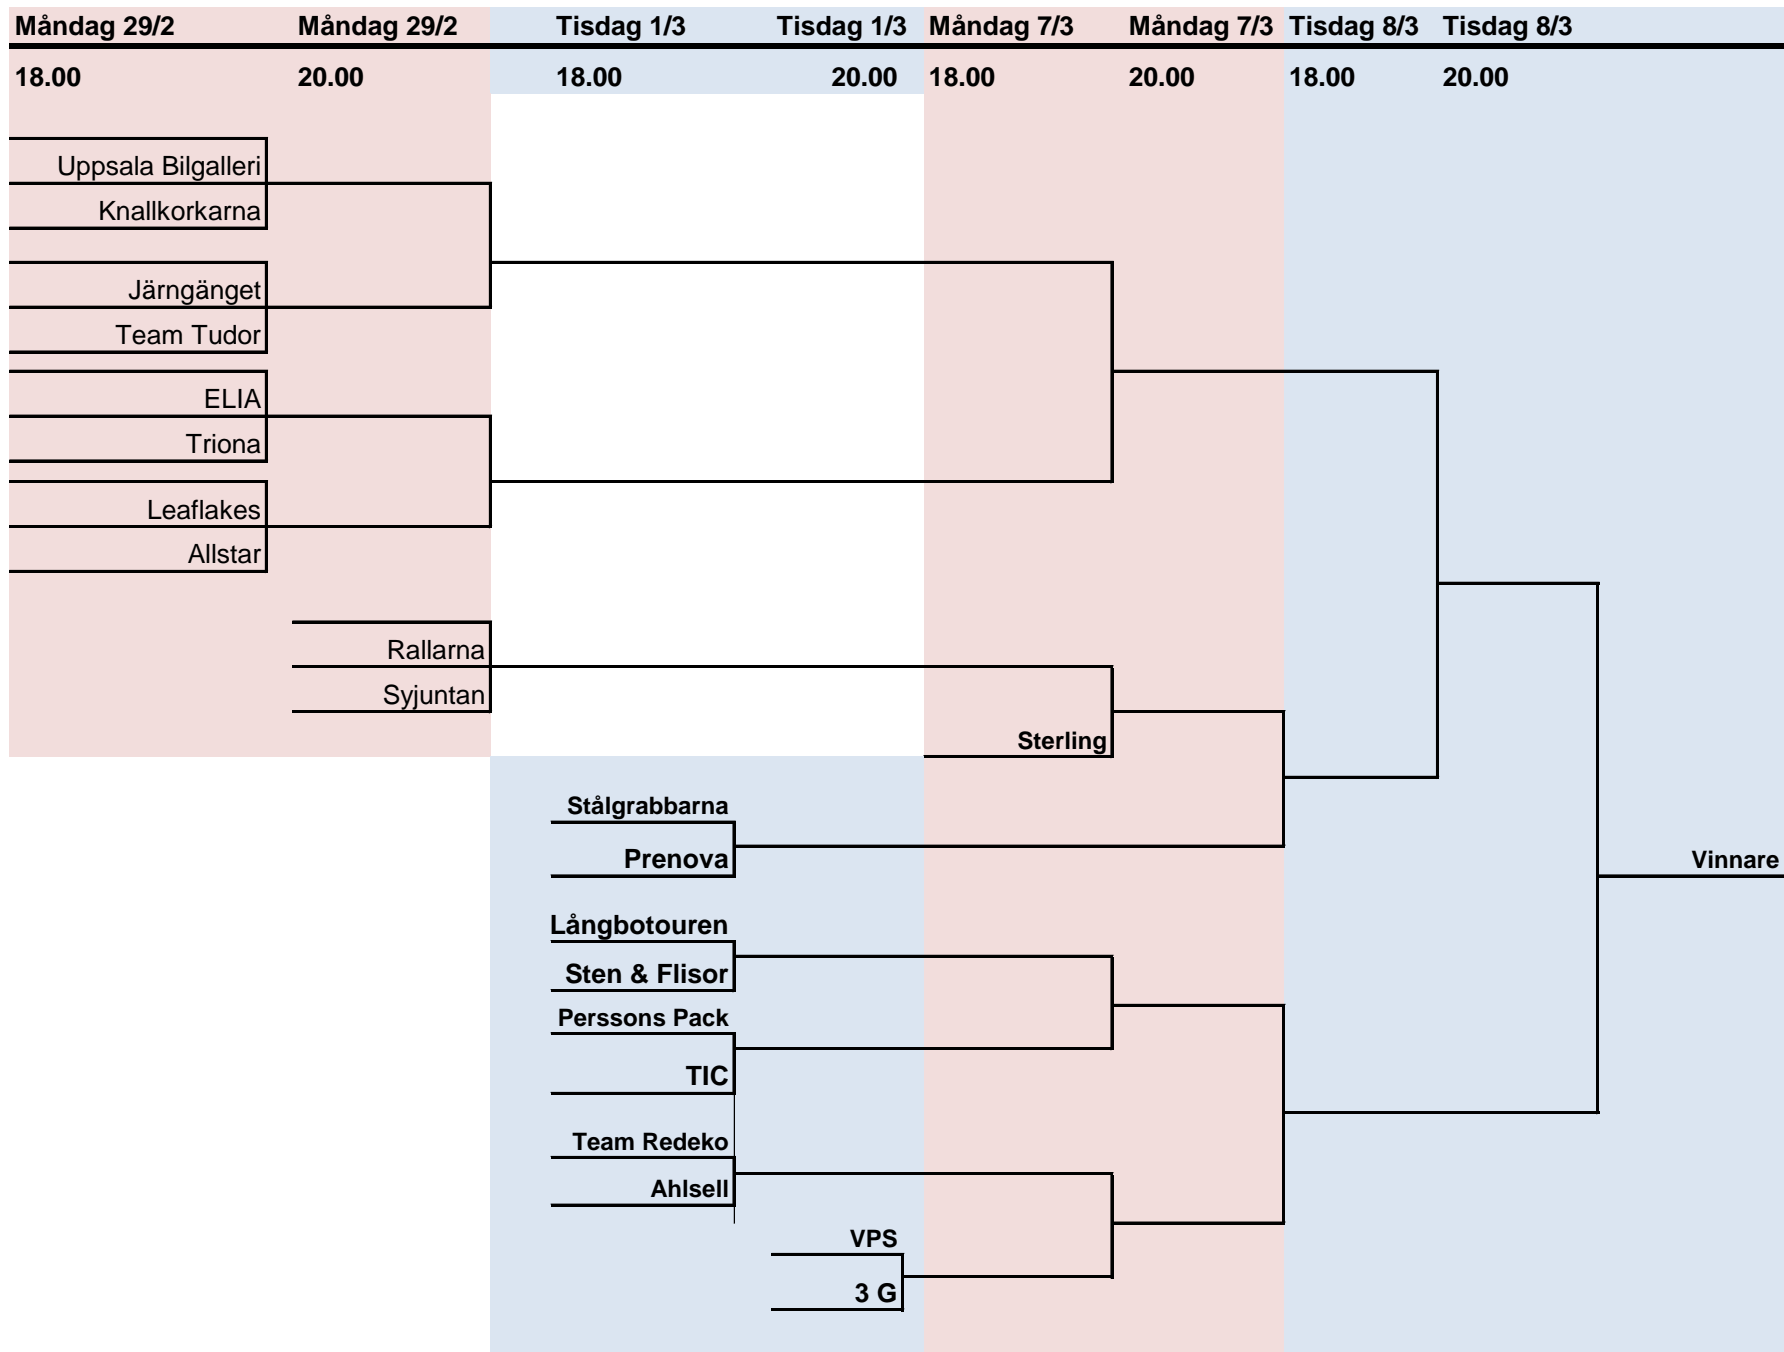 Måndag 29/2 Måndag 29/2 Tisdag 1/3 Tisdag 1/3 Måndag 7/3 Måndag 7/3 Tisdag 8/3 Tisdag 8/3
18.00 20.00 18.00 20.00 18.00 20.00 18.00 20.00
Uppsala Bilgalleri
Knallkorkarna
Järngänget
Team Tudor
ELIA
Triona
Leaflakes
Allstar
Rallarna
Syjuntan
Sterling
Stålgrabbarna
Prenova
Vinnare
Långbotouren
Sten & Flisor
Perssons Pack
TIC
Team Redeko
Ahlsell
VPS
3 G